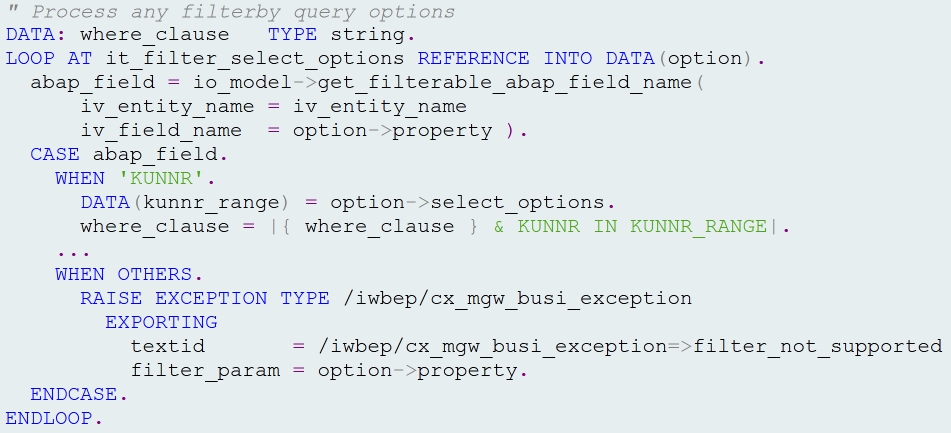 " Process any filterby query options
DATA: where_clause   TYPE string.
LOOP AT it_filter_select_options REFERENCE INTO DATA(option).
  abap_field = io_model->get_filterable_abap_field_name(
      iv_entity_name = iv_entity_name
      iv_field_name  = option->property ).
  CASE abap_field.
    WHEN 'KUNNR'.
      DATA(kunnr_range) = option->select_options.
      where_clause = |{ where_clause } & KUNNR IN KUNNR_RANGE|.
    ...
    WHEN OTHERS.
      RAISE EXCEPTION TYPE /iwbep/cx_mgw_busi_exception
        EXPORTING
          textid       = /iwbep/cx_mgw_busi_exception=>filter_not_supported
          filter_param = option->property.
  ENDCASE.
ENDLOOP.